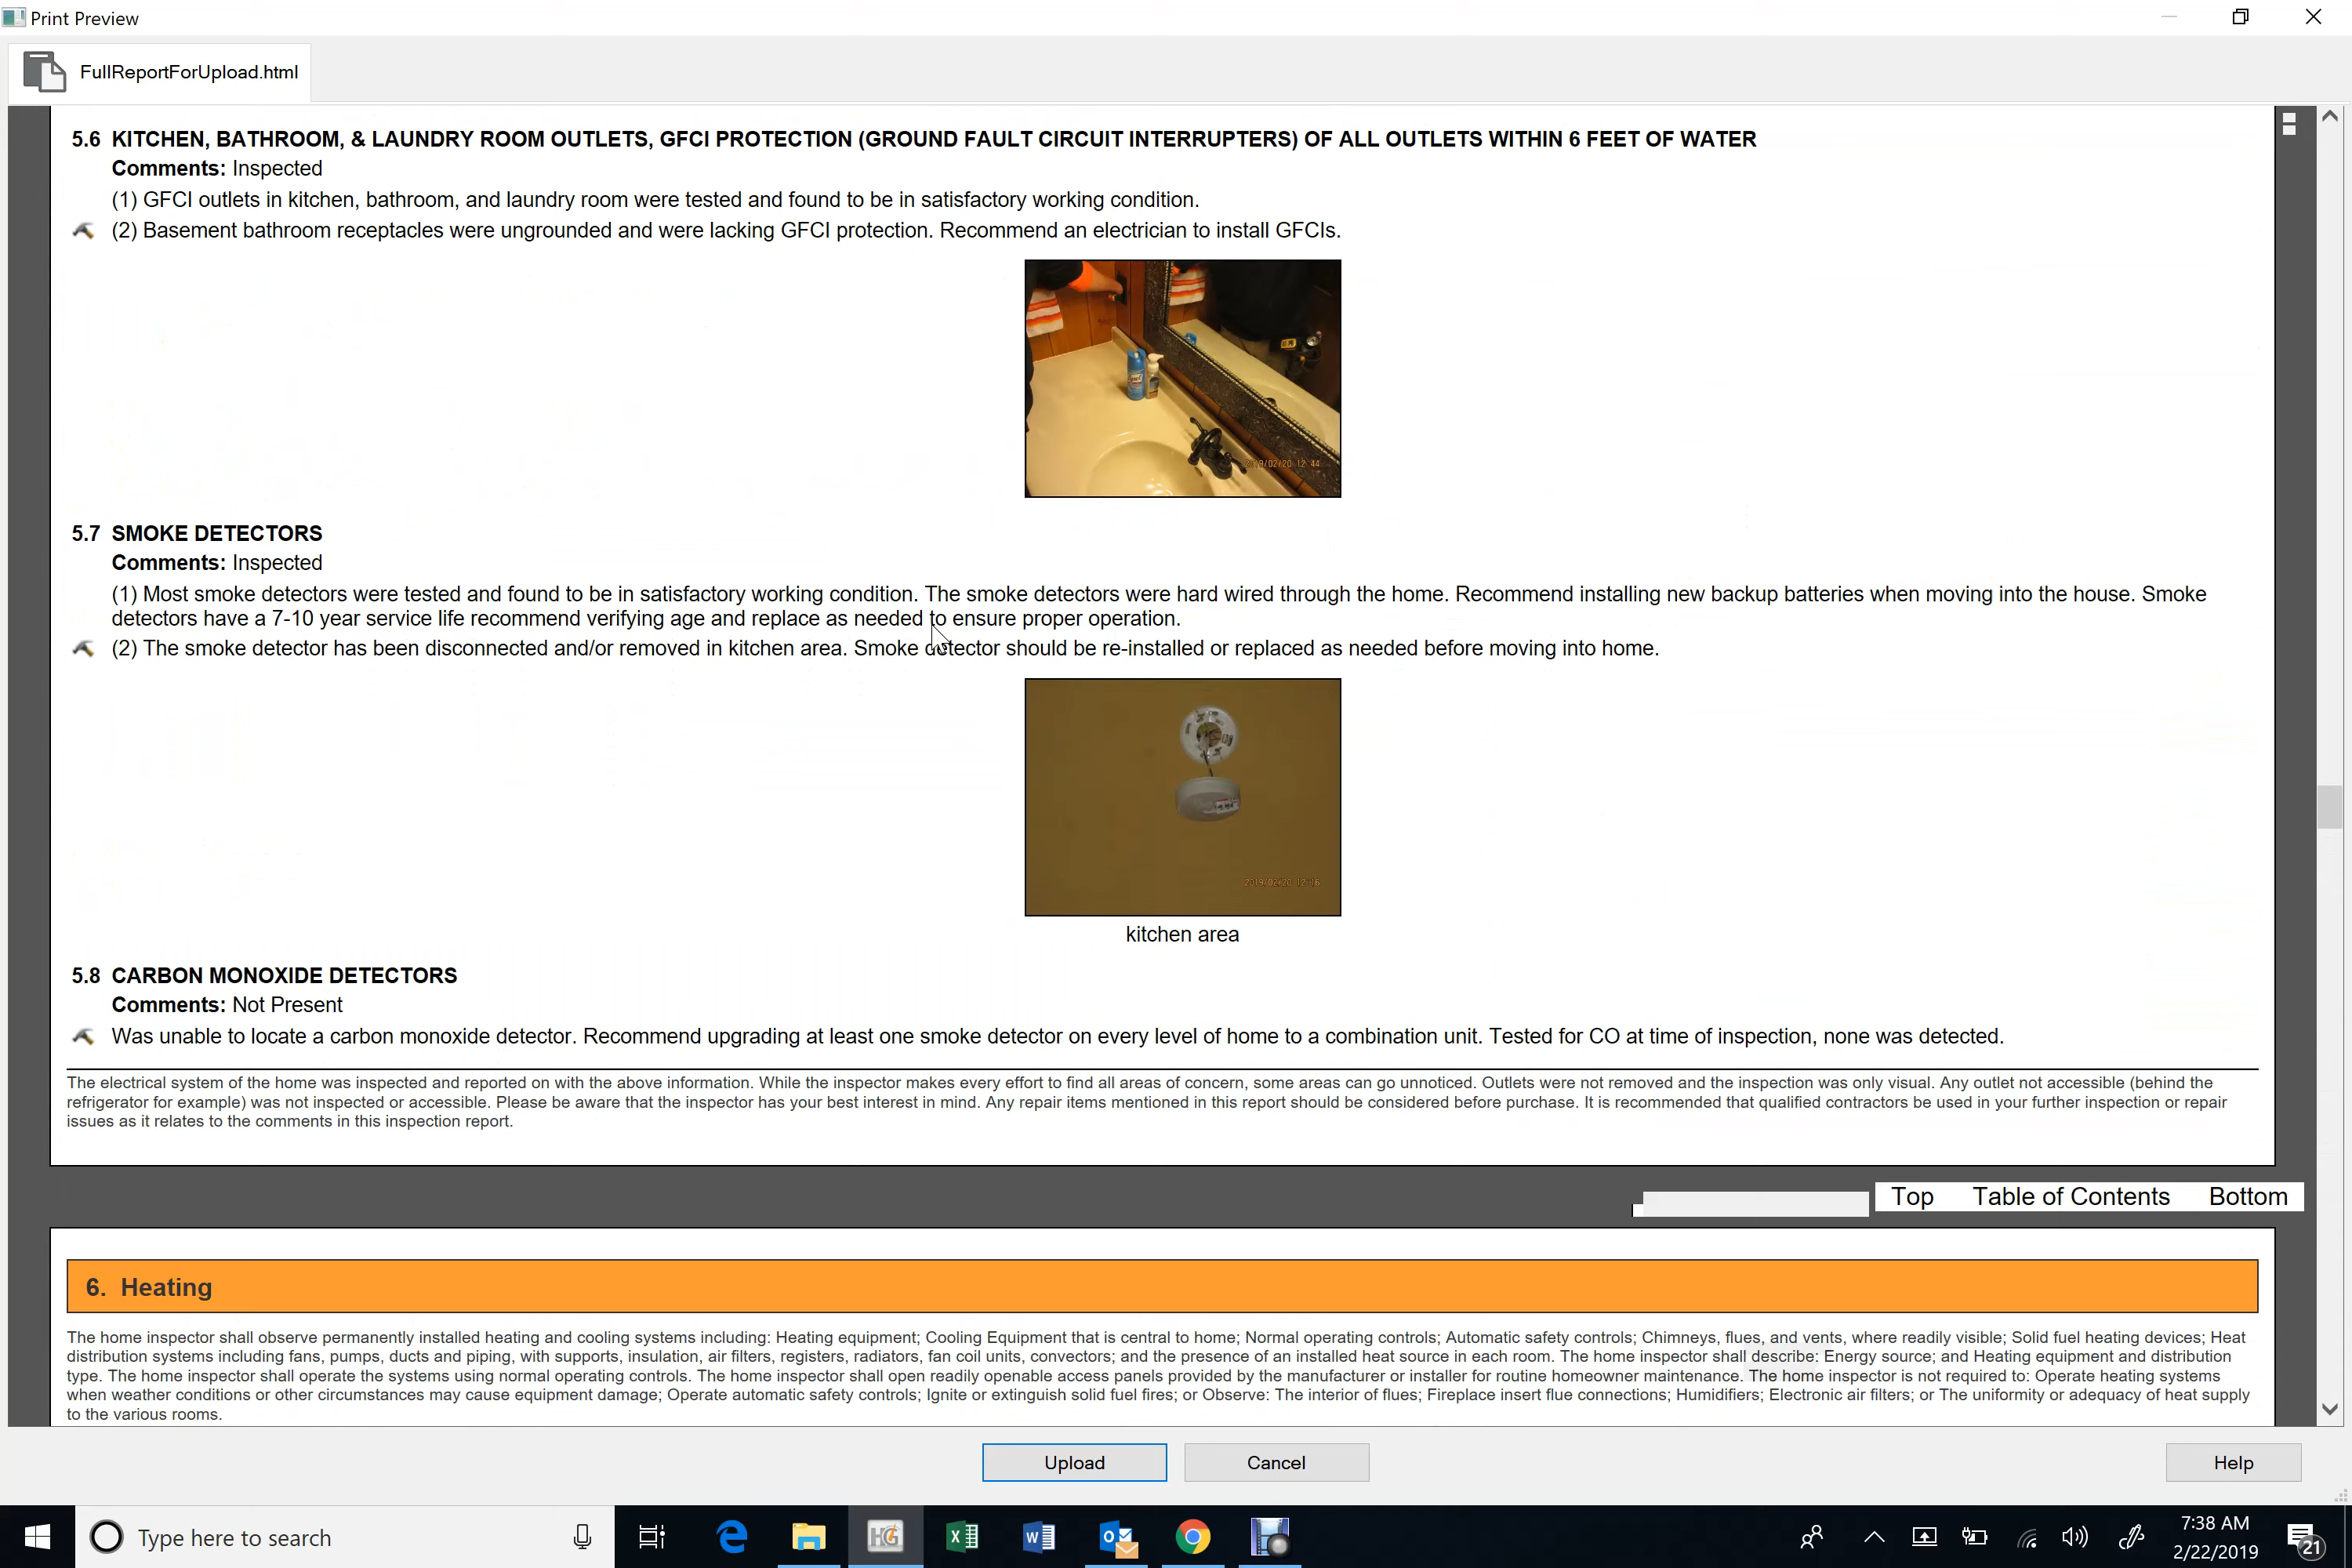 Print Preview
FullReportForUpload.html
5.6 KITCHEN, BATHROOM, & LAUNDRY ROOM OUTLETS, GFCI PROTECTION (GROUND FAULT CIRCUIT INTERRUPTERS) OF ALL OUTLETS WITHIN 6 FEET OF WATER
Comments: Inspected
(1) GFCI outlets in kitchen, bathroom, and laundry room were tested and found to be in satisfactory working condition.
(2) Basement bathroom receptacles were ungrounded and were lacking GFCI protection. Recommend an electrician to install GFCIs.
9/02/20 12:44
5.7 SMOKE DETECTORS
Comments: Inspected
(1) Most smoke detectors were tested and found to be in satisfactory working condition. The smoke detectors were hard wired through the home. Recommend installing new backup batteries when moving into the house. Smoke
detectors have a 7-10 year service life recommend verifying age and replace as needed to ensure proper operation.
(2) The smoke detector has been disconnected and/or removed in kitchen area. Smoke detector should be re-installed or replaced as needed before moving into home.
2019/02/20 12:16
kitchen area
5.8 CARBON MONOXIDE DETECTORS
Comments: Not Present
Was unable to locate a carbon monoxide detector. Recommend upgrading at least one smoke detector on every level of home to a combination unit. Tested for CO at time of inspection, none was detected.
The electrical system of the home was inspected and reported on with the above information. While the inspector makes every effort to find all areas of concern, some areas can go unnoticed. Outlets were not removed and the inspection was only visual. Any outlet not accessible (behind the
refrigerator for example) was not inspected or accessible. Please be aware that the inspector has your best interest in mind. Any repair items mentioned in this report should be considered before purchase. It is recommended that qualified contractors be used in your further inspection or repair
issues as it relates to the comments in this inspection report.
Top Table of Contents Bottom
6. Heating
The home inspector shall observe permanently installed heating and cooling systems including: Heating equipment; Cooling Equipment that is central to home; Normal operating controls; Automatic safety controls; Chimneys, flues, and vents, where readily visible; Solid fuel heating devices; Heat
distribution systems including fans, pumps, ducts and piping, with supports, insulation, air filters, registers, radiators, fan coil units, convectors; and the presence of an installed heat source in each room. The home inspector shall describe: Energy source; and Heating equipment and distribution
type. The home inspector shall operate the systems using normal operating controls. The home inspector shall open readily openable access panels provided by the manufacturer or installer for routine homeowner maintenance. The home inspector is not required to: Operate heating systems
when weather conditions or other circumstances may cause equipment damage; Operate automatic safety controls; Ignite or extinguish solid fuel fires; or Observe: The interior of flues; Fireplace insert flue connections; Humidifiers; Electronic air filters; or The uniformity or adequacy of heat supply
to the various rooms.
Upload Cancel Help
Type here to search
HG
7:38 AM
2/22/2019
21